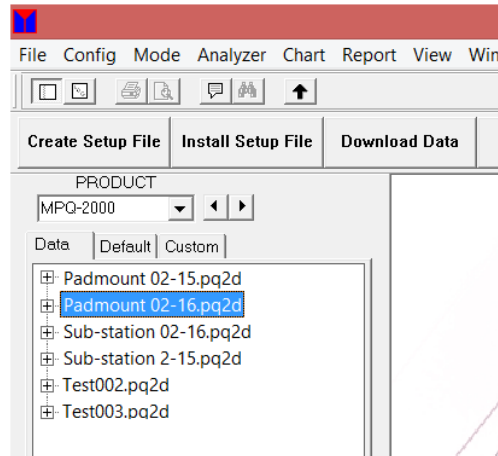 File Config Mode Analyzer Chart Report View
Create Setup File Install Setup File Download Data
PRODUCT
MPQ-2000
Data Default Custom
Padmount 02-15.pq2d
Padmount 02-16.pq2d
Sub-station 02-16.pq2d
Sub-station 2-15.pq2d
Test002.pq2d
Test003.pq2d